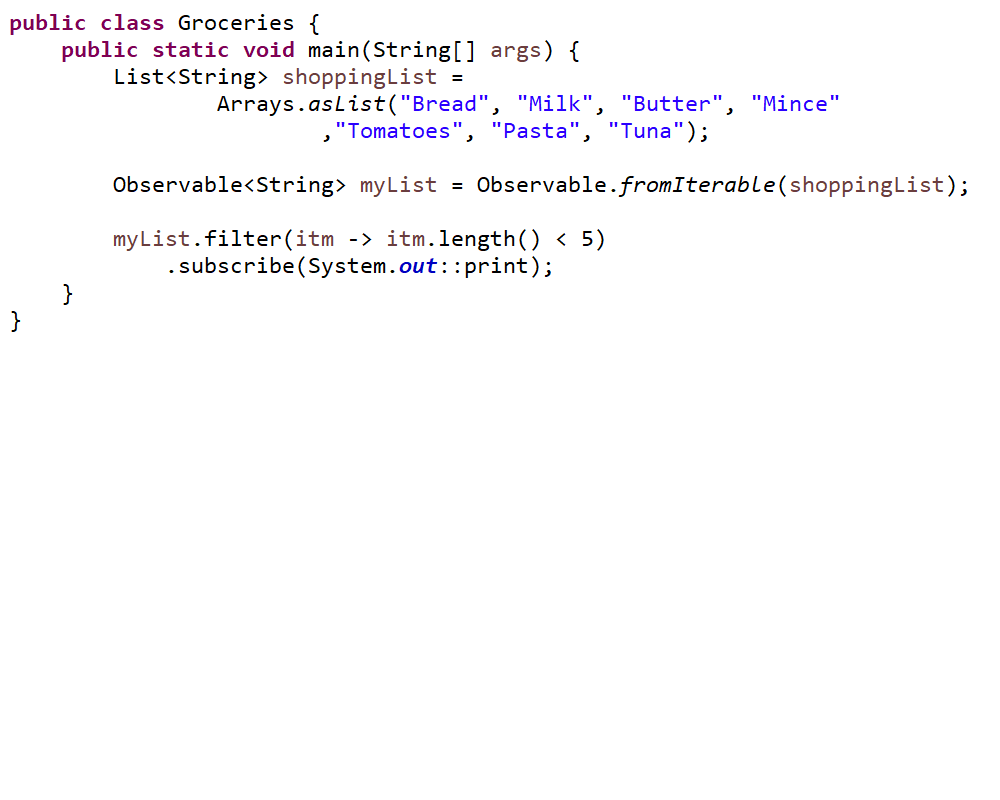 public class Groceries {
    public static void main(String[] args) {
        List<String> shoppingList =
                Arrays.asList("Bread", "Milk", "Butter", "Mince"
                        ,"Tomatoes", "Pasta", "Tuna");
        Observable<String> myList = Observable.fromIterable(shoppingList);
        myList.filter(itm -> itm.length() < 5)
            .subscribe(System.out::print);
    }
}